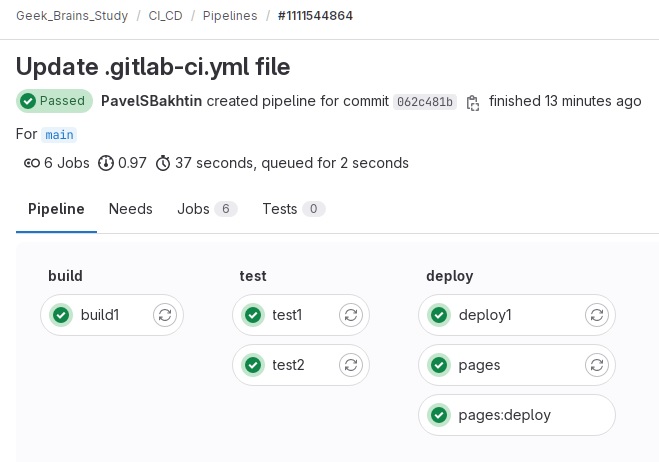 Geek_Brains_Study / CI_CD / Pipelines / #1111544864
Update .gitlab-ci.yml file
Passed PavelSBakhtin created pipeline for commit 062c481b finished 13 minutes ago
For main
6 Jobs 0.97 37 seconds, queued for 2 seconds
Pipeline Needs Jobs 6 Tests 0
build test deploy
build1 test1 deploy1
test2 pages
pages:deploy